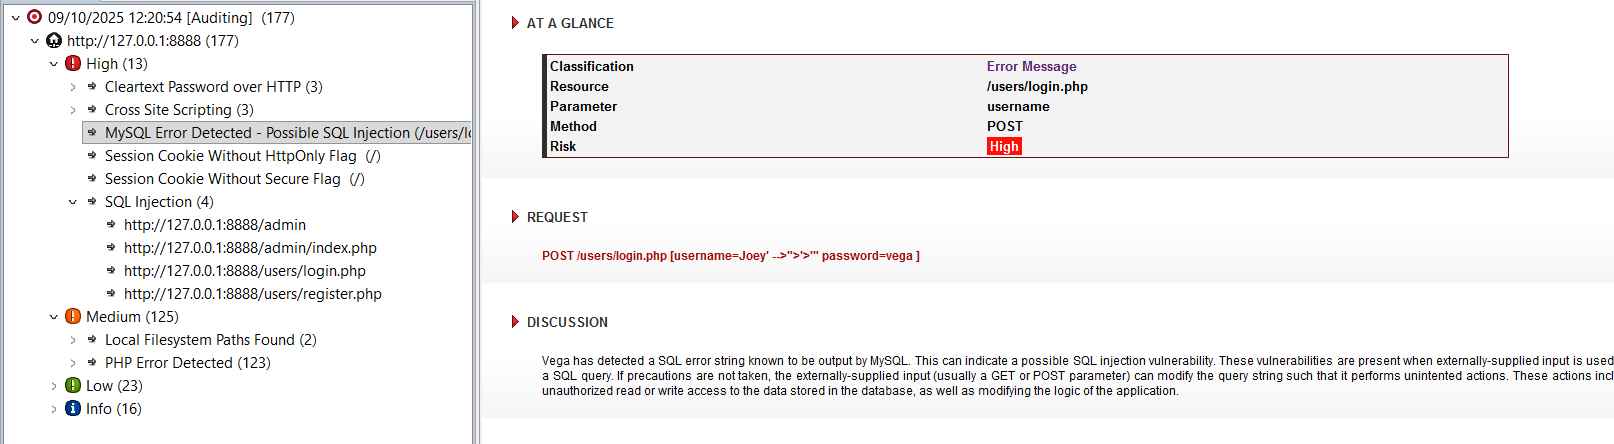 09/10/2025 12:20:54 [Auditing] (177)
http://127.0.0.1:8888 (177)
High (13)
Cleartext Password over HTTP (3)
Cross Site Scripting (3)
MySQL Error Detected - Possible SQL Injection (/users/lo
Session Cookie Without HttpOnly Flag (/)
Session Cookie Without Secure Flag (/)
SQL Injection (4)
http://127.0.0.1:8888/admin
http://127.0.0.1:8888/admin/index.php
http://127.0.0.1:8888/users/login.php
http://127.0.0.1:8888/users/register.php
Medium (125)
Local Filesystem Paths Found (2)
PHP Error Detected (123)
Low (23)
Info (16)
AT A GLANCE
Classification Error Message
Resource /users/login.php
Parameter username
Method POST
Risk High
REQUEST
POST /users/login.php [username=Joey' -->">'>'" password=vega ]
DISCUSSION
Vega has detected a SQL error string known to be output by MySQL. This can indicate a possible SQL injection vulnerability. These vulnerabilities are present when externally-supplied input is used
a SQL query. If precautions are not taken, the externally-supplied input (usually a GET or POST parameter) can modify the query string such that it performs unintented actions. These actions incl
unauthorized read or write access to the data stored in the database, as well as modifying the logic of the application.